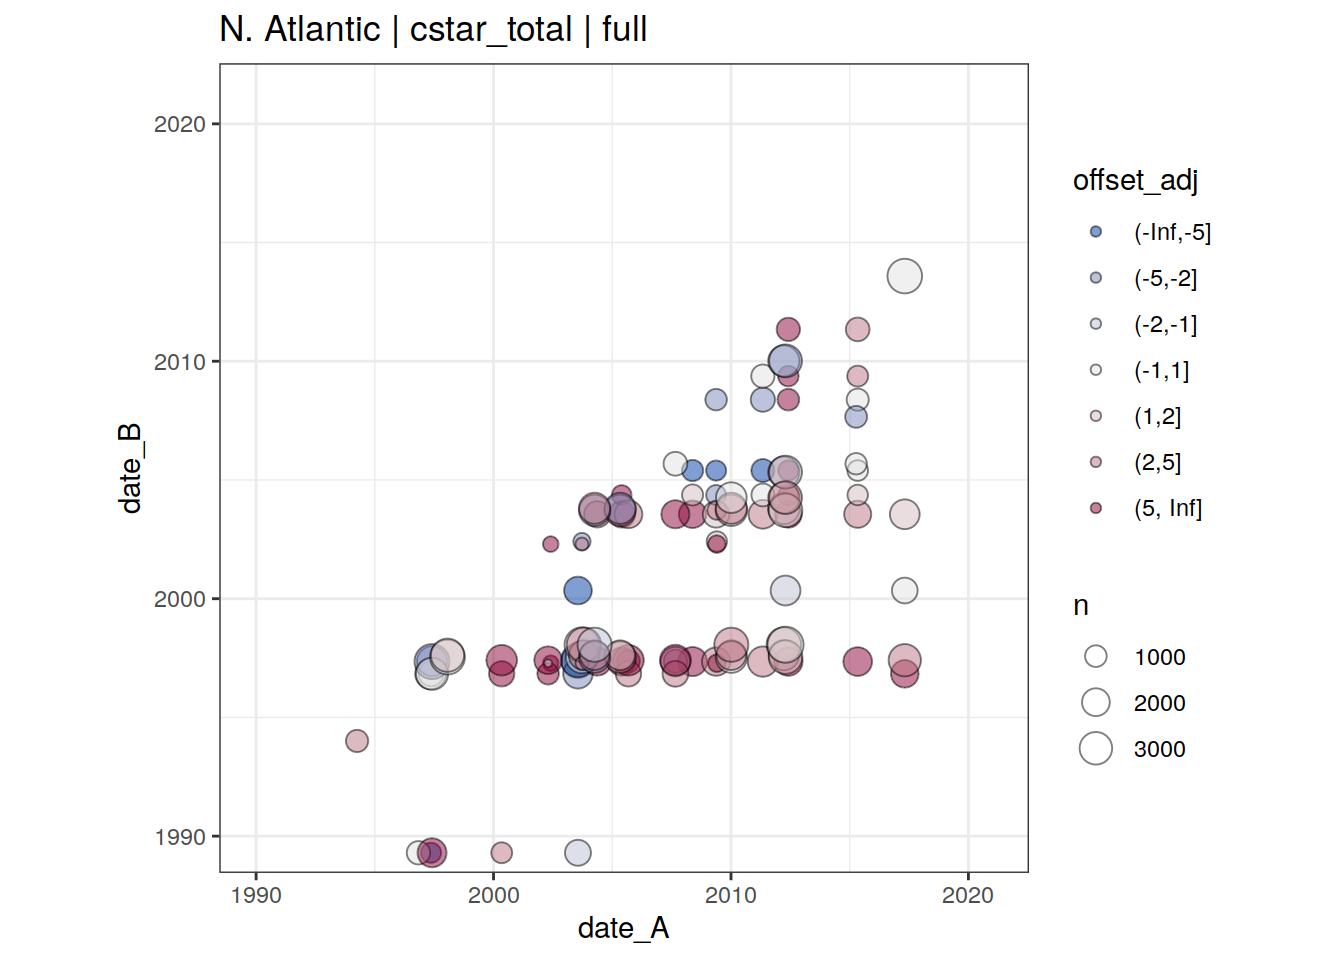 N. Atlantic | cstar_total | full
2020
2010
2000
1990
date_B
1990 2000 2010 2020
date_A
offset_adj
(-Inf,-5]
(-5,-2]
(-2,-1]
(-1,1]
(1,2]
(2,5]
(5, Inf]
n
1000
2000
3000